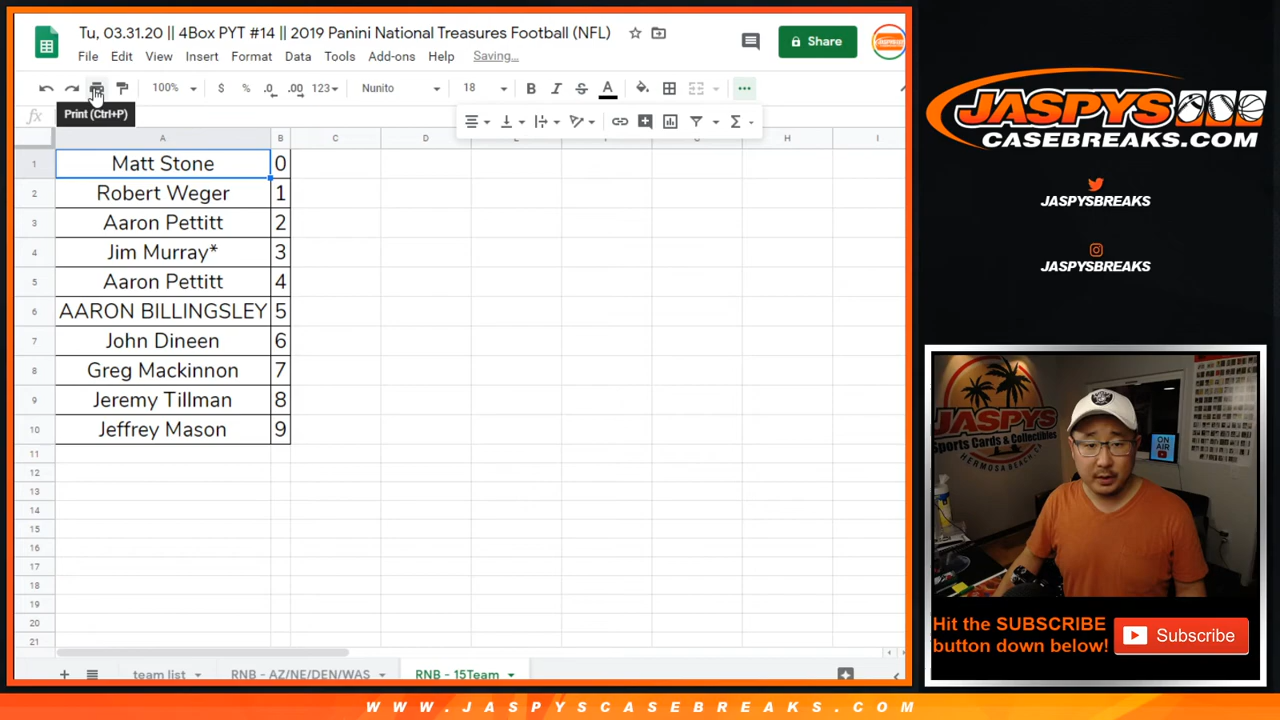 Tu, 03.31.20 || 4Box PYT #14 || 2019 Panini National Treasures Football (NFL)
File Edit View Insert Format Data Tools Add-ons Help Saving...
Share
100% $ % .0 .00 123 Nunito 18 B I S A
fx
Print (Ctrl+P)
A B C D H I
1 Matt Stone 0
2 Robert Weger 1
3 Aaron Pettitt 2
4 Jim Murray* 3
5 Aaron Pettitt 4
6 AARON BILLINGSLEY 5
7 John Dineen 6
8 Greg Mackinnon 7
9 Jeremy Tillman 8
10 Jeffrey Mason 9
11
12
13
14
15
16
17
18
19
20
21
team list RNB - AZ/NE/DEN/WAS RNB - 15Team
JASPYS
CASEBREAKS.COM
JASPYSBREAKS
JASPYSBREAKS
JASPYS
Sports Cards & Collectibles
HERMOSA BEACH, CA
ON AIR
Hit the SUBSCRIBE
button down below!
Subscribe
WWW.JASPYSCASEBREAKS.COM